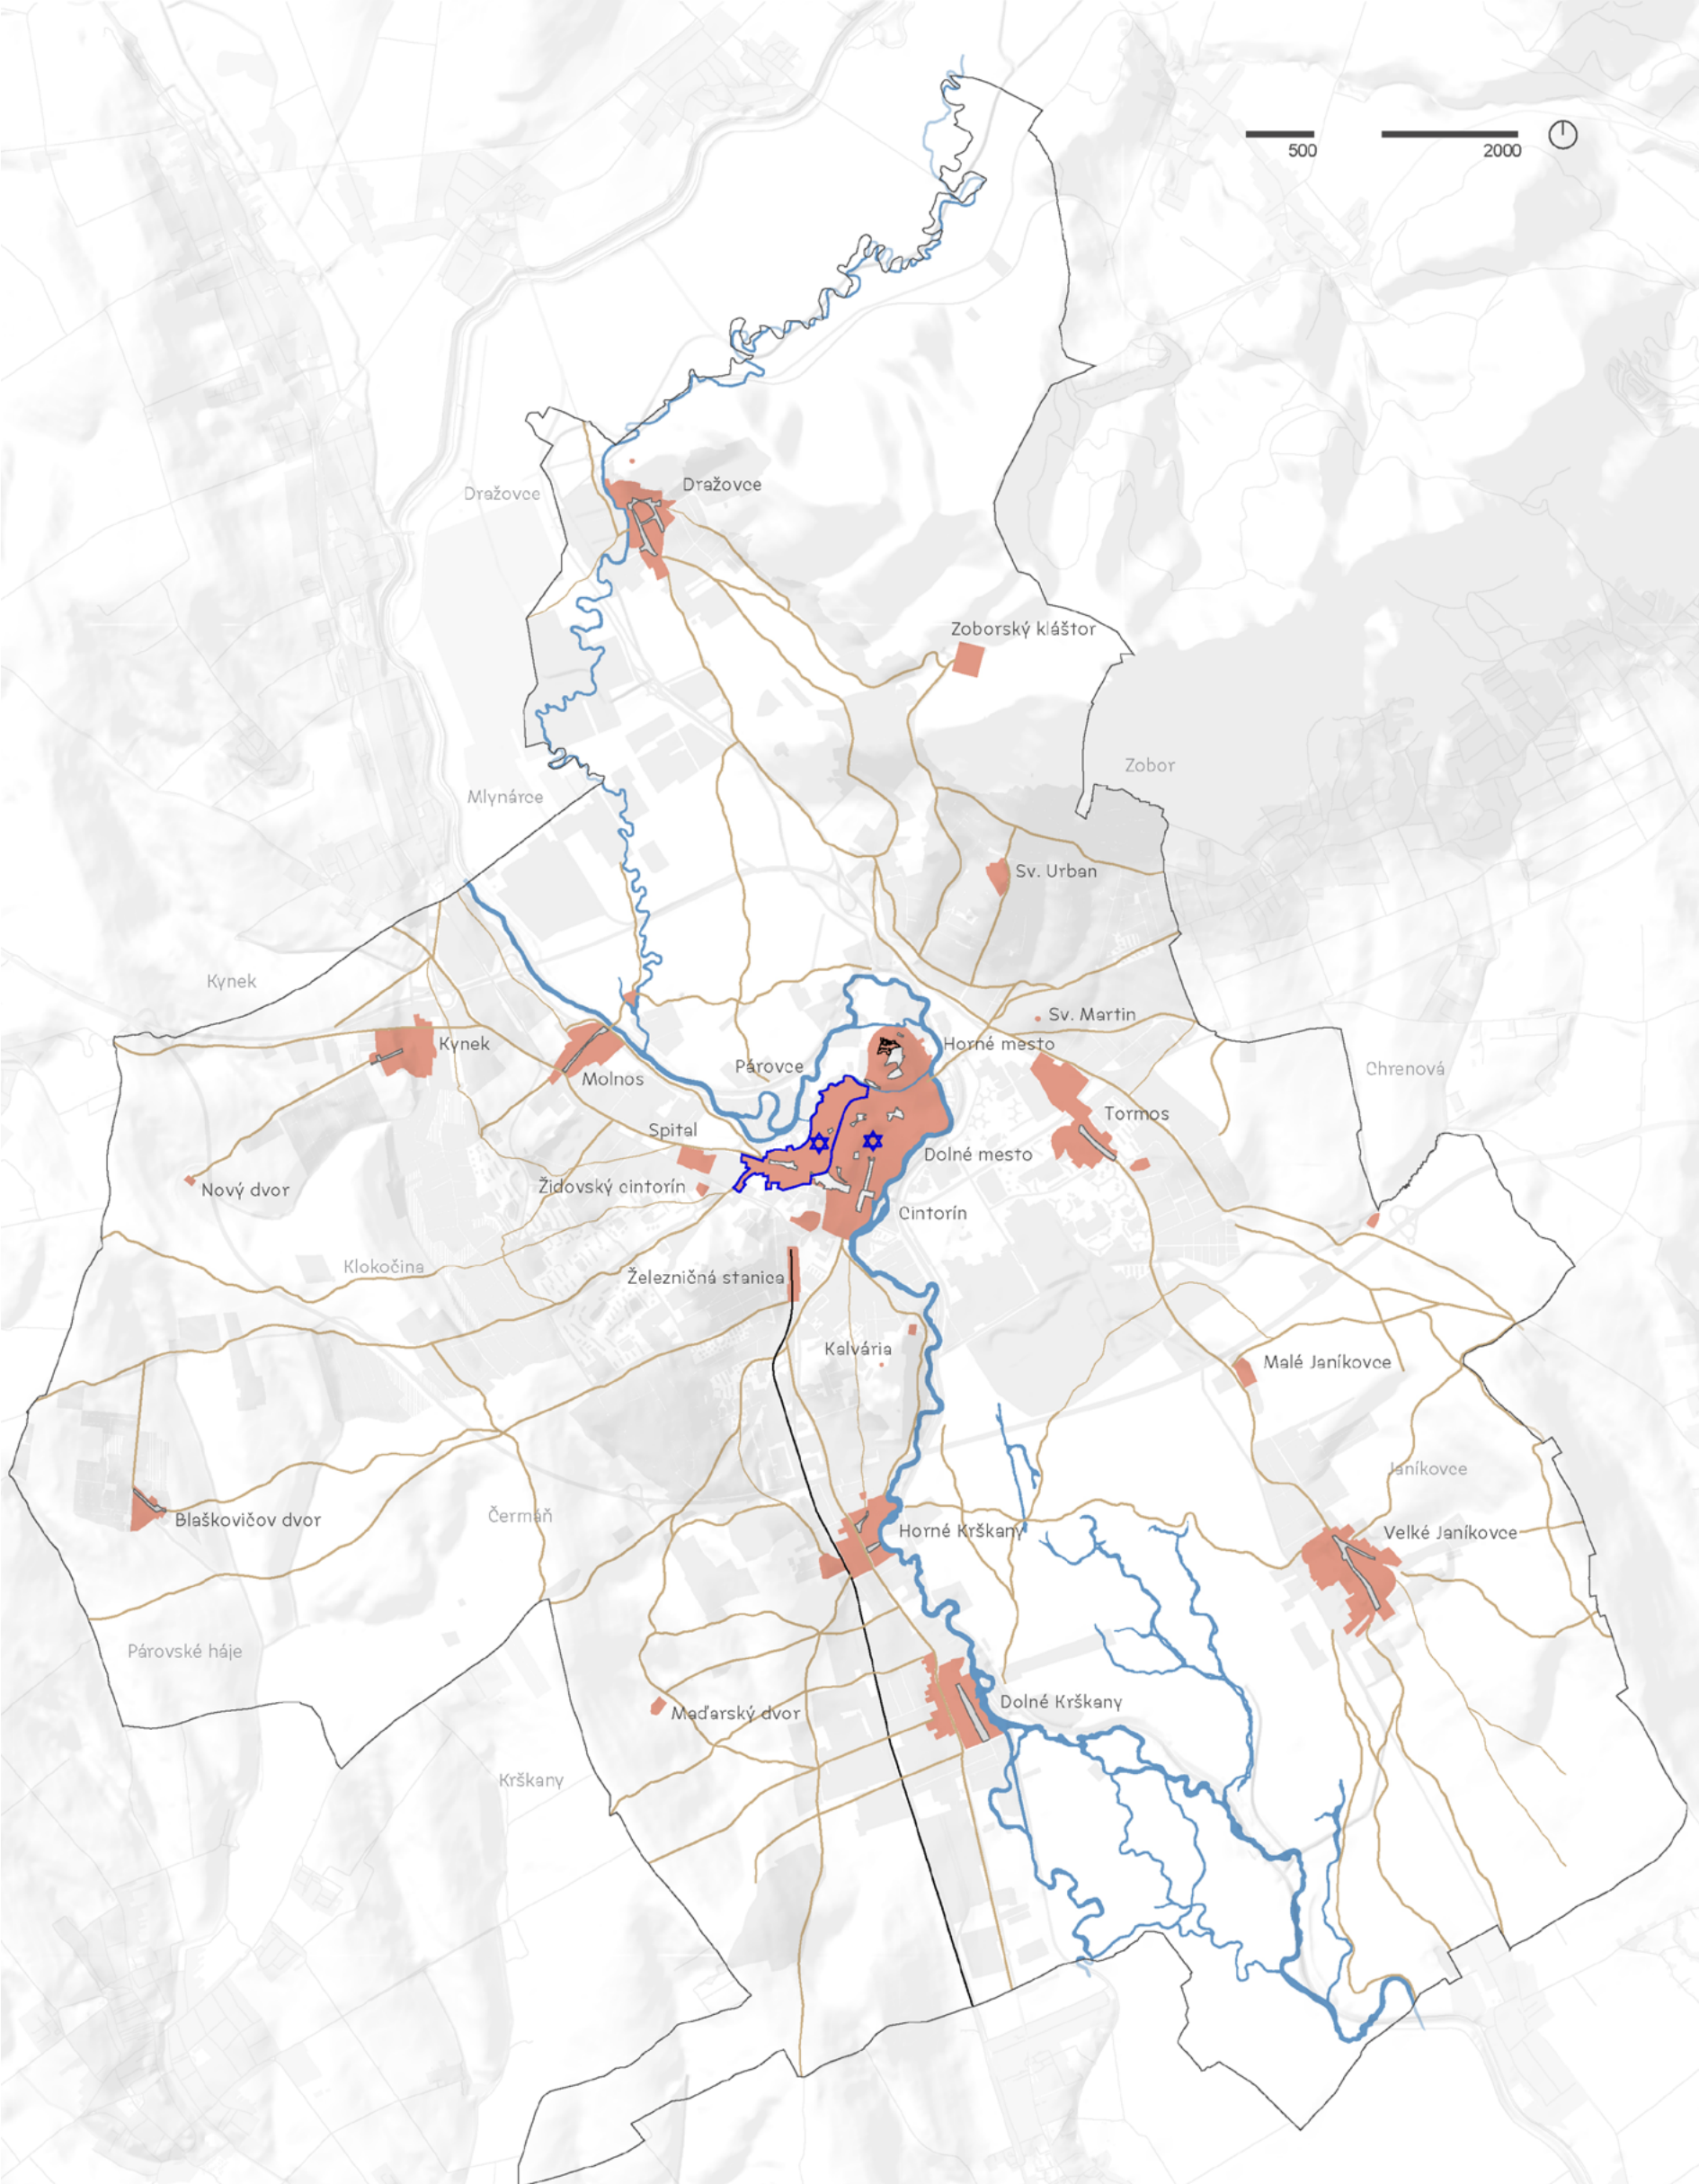 500
2000
Dražovce
Dražovce
Zoborský kláštor
Zobor
Mlynárce
Sv. Urban
Kynek
Sv. Martin
Kynek
Horné mesto
Párovce
Chrenová
Molnos
Tormos
Spital
Dolné mesto
Židovský cintorín
Nový dvor
Cintorín
Klokočina
Železničná stanica
Kalvária
Malé Janíkovce
Janíkovce
Čermáň
Blaškovičov dvor
Horné Krškany
Velké Janíkovce
Párovské háje
Dolné Krškany
Maďarský dvor
Krškany